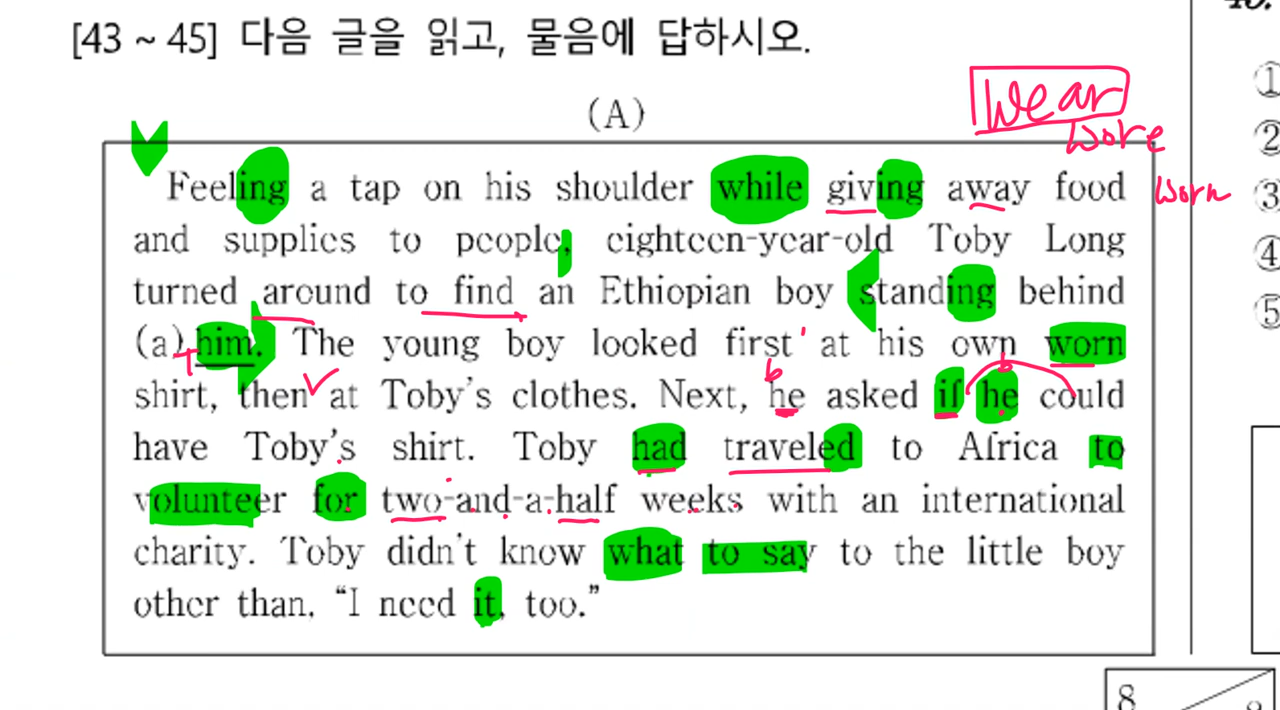 [43 ~ 45] 다음 글을 읽고, 물음에 답하시오.
wear
wore
worn
(A)
Feeling a tap on his shoulder while giving away food
and supplies to people, eighteen-year-old Toby Long
turned around to find an Ethiopian boy standing behind
(a) him. The young boy looked first at his own worn
shirt, then at Toby's clothes. Next, he asked if he could
have Toby's shirt. Toby had traveled to Africa to
volunteer for two-and-a-half weeks with an international
charity. Toby didn't know what to say to the little boy
other than, “I need it, too.”
①
②
③
④
⑤
8